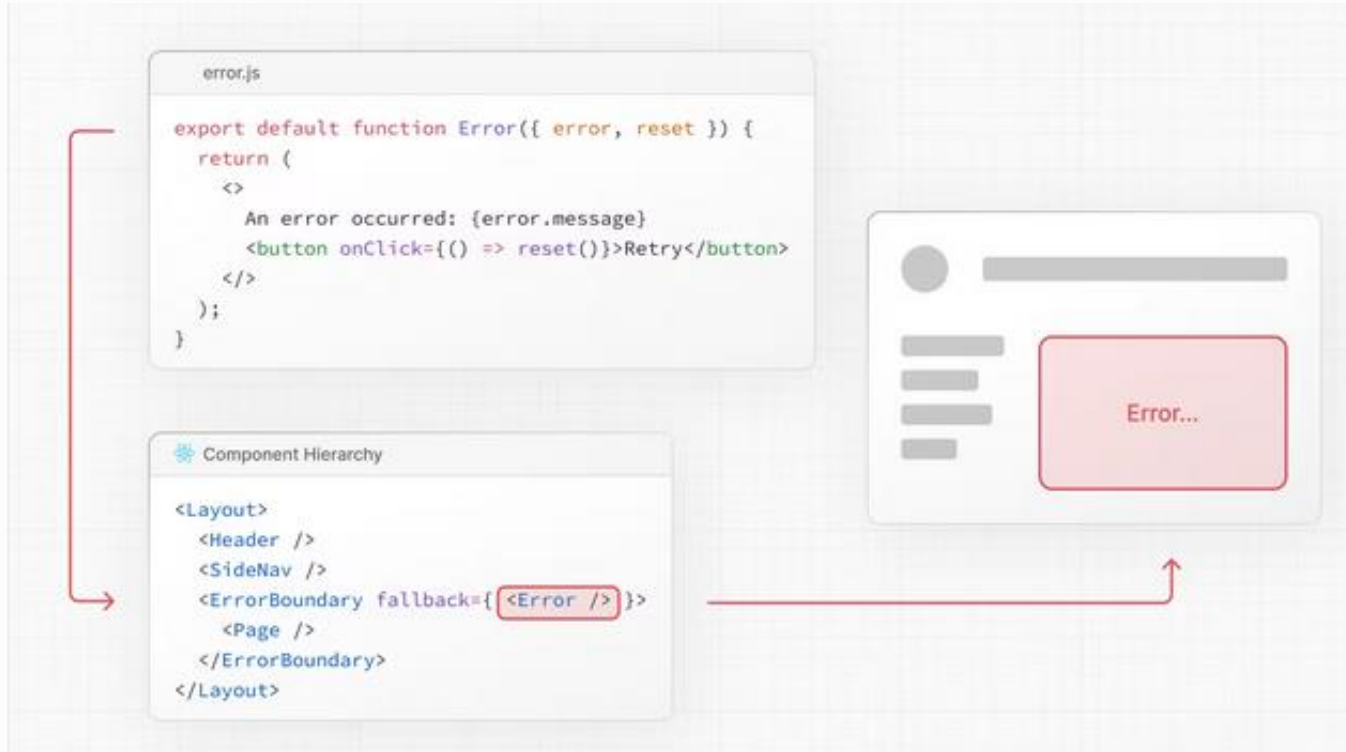 error.js
export default function Error({ error, reset }) {
  return (
    <>
      An error occurred: {error.message}
      <button onClick={() => reset()}>Retry</button>
    </>
  );
}
Component Hierarchy
<Layout>
  <Header />
  <SideNav />
  <ErrorBoundary fallback={ <Error /> }>
    <Page />
  </ErrorBoundary>
</Layout>
Error...